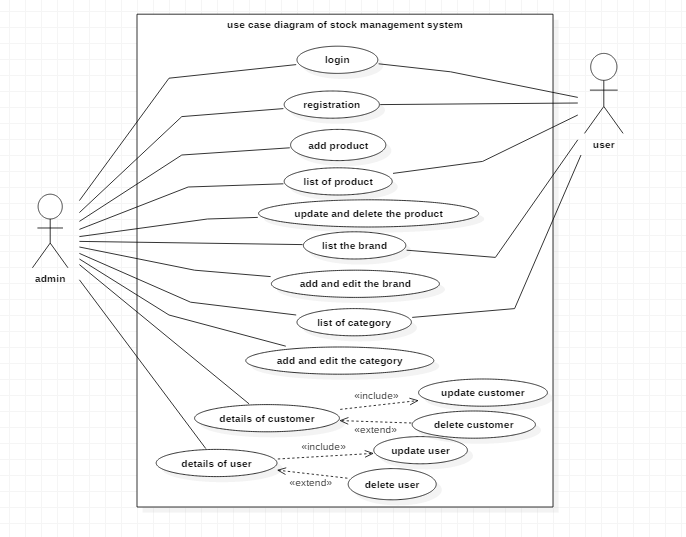 use case diagram of stock management system
login
registration
user
add product
list of product
update and delete the product
list the brand
admin
add and edit the brand
list of category
add and edit the category
«include»
update customer
details of customer
delete customer
«extend»
«include»
update user
details of user
«extend»
delete user